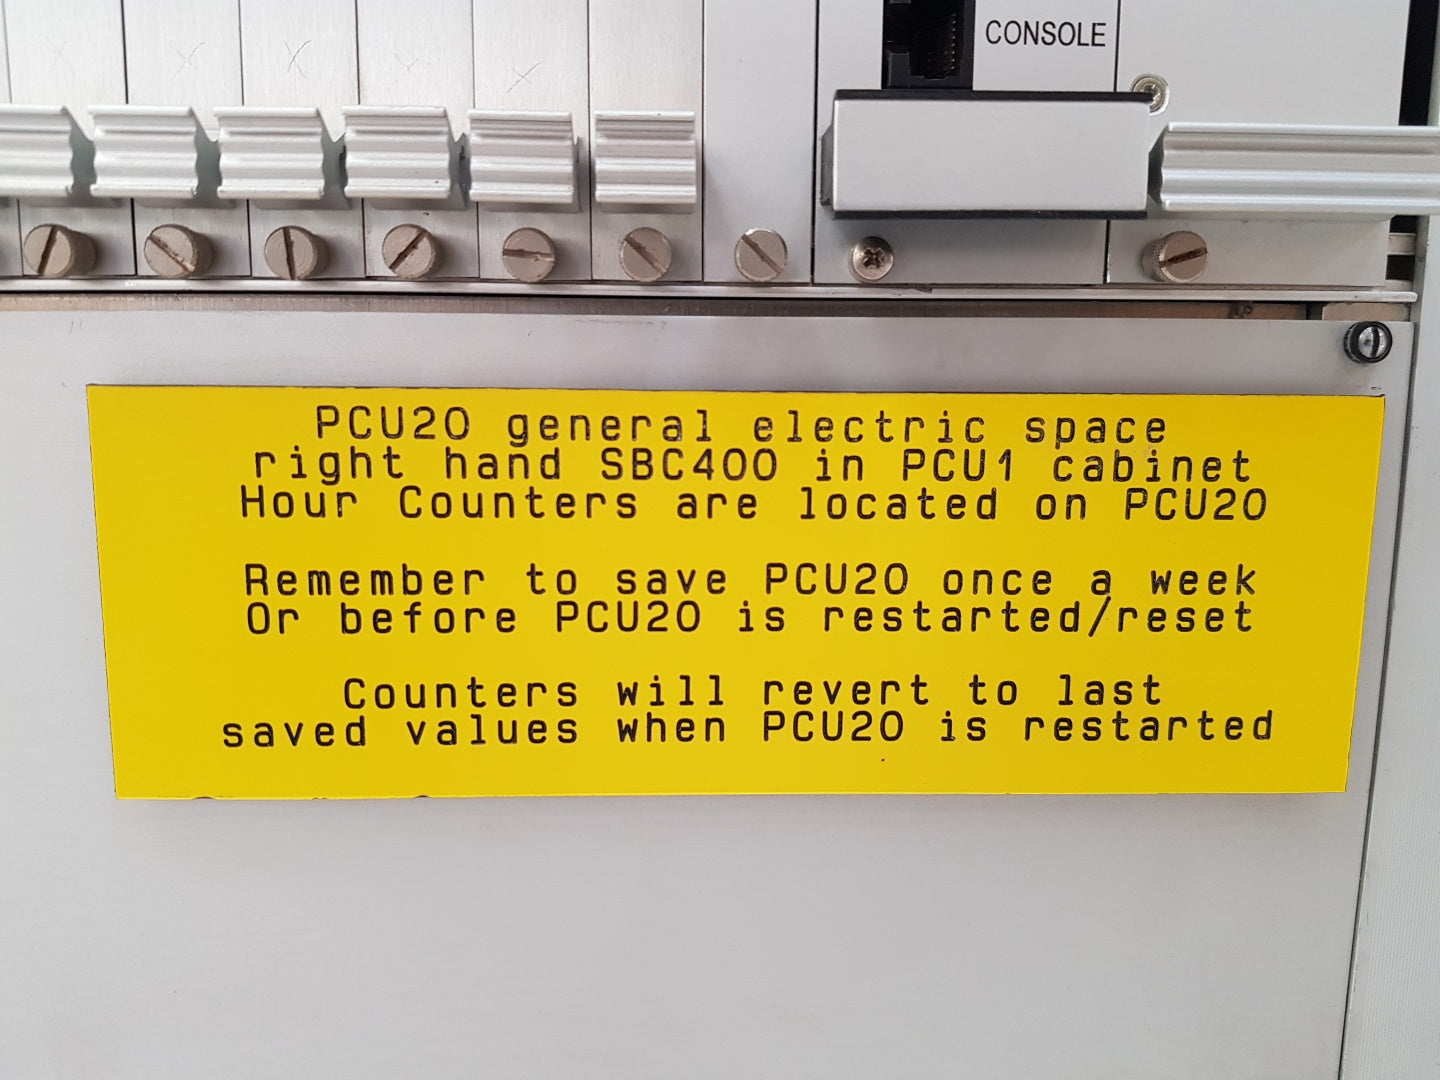 CONSOLE
PCU20 general electric space
right hand SBC400 in PCU1 cabinet
Hour Counters are located on PCU20
Remember to save PCU20 once a week
Or before PCU20 is restarted/reset
Counters will revert to last
saved values when PCU20 is restarted